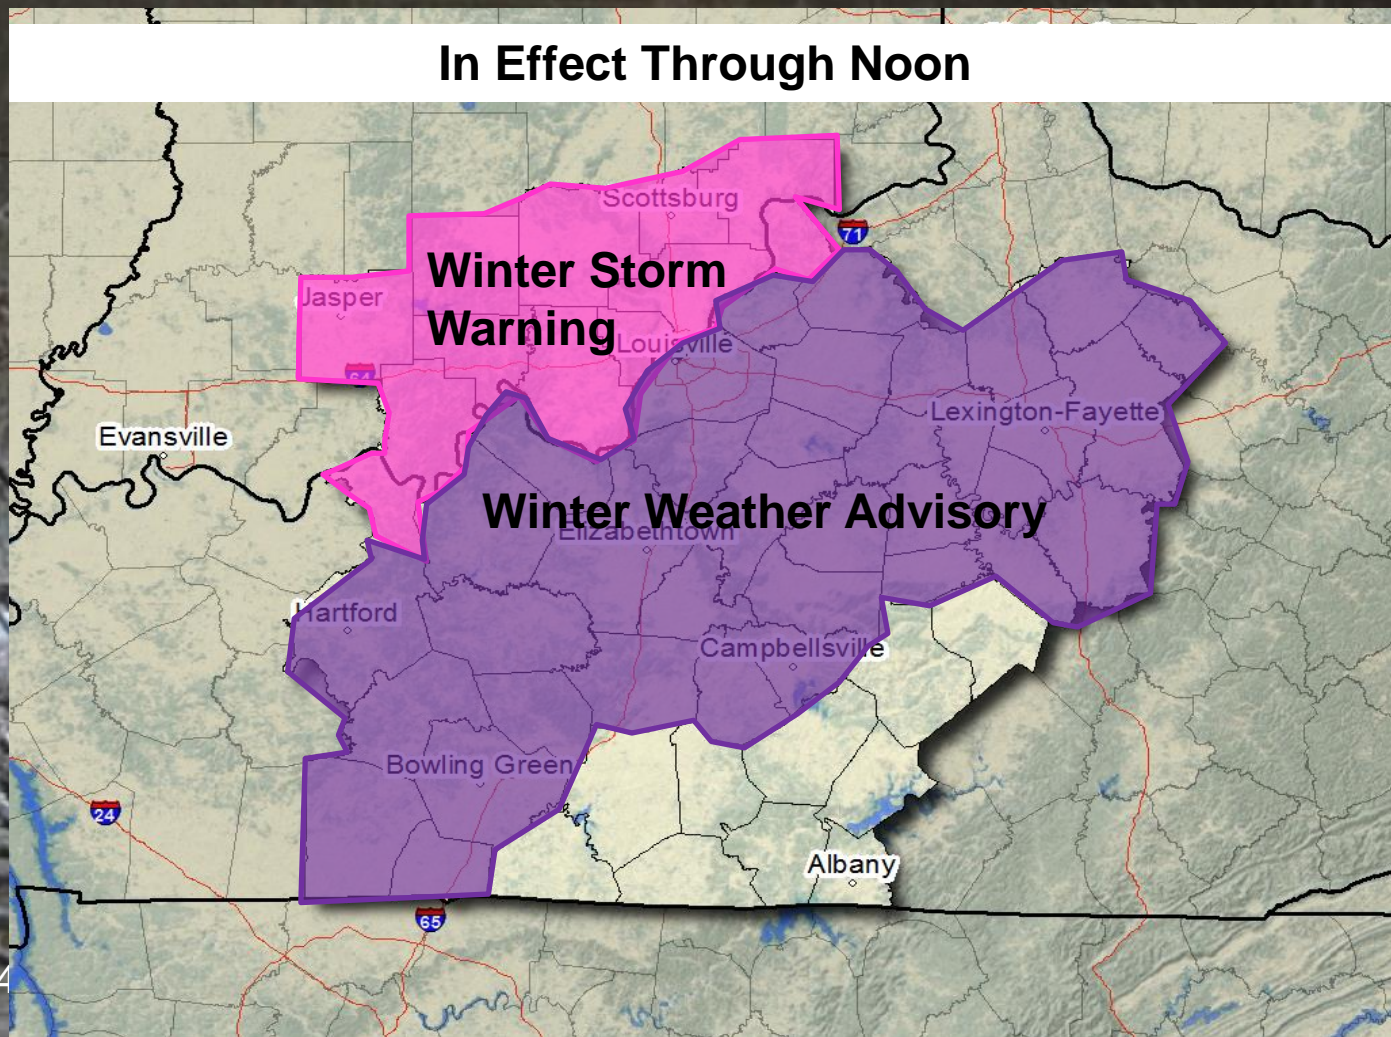 In Effect Through Noon
Scottsburg
71
Winter Storm
Warning
Jasper
Louisville
64
Evansville
Lexington-Fayette
Winter Weather Advisory
Elizabethtown
Hartford
Campbellsville
Bowling Green
24
Albany
65
4